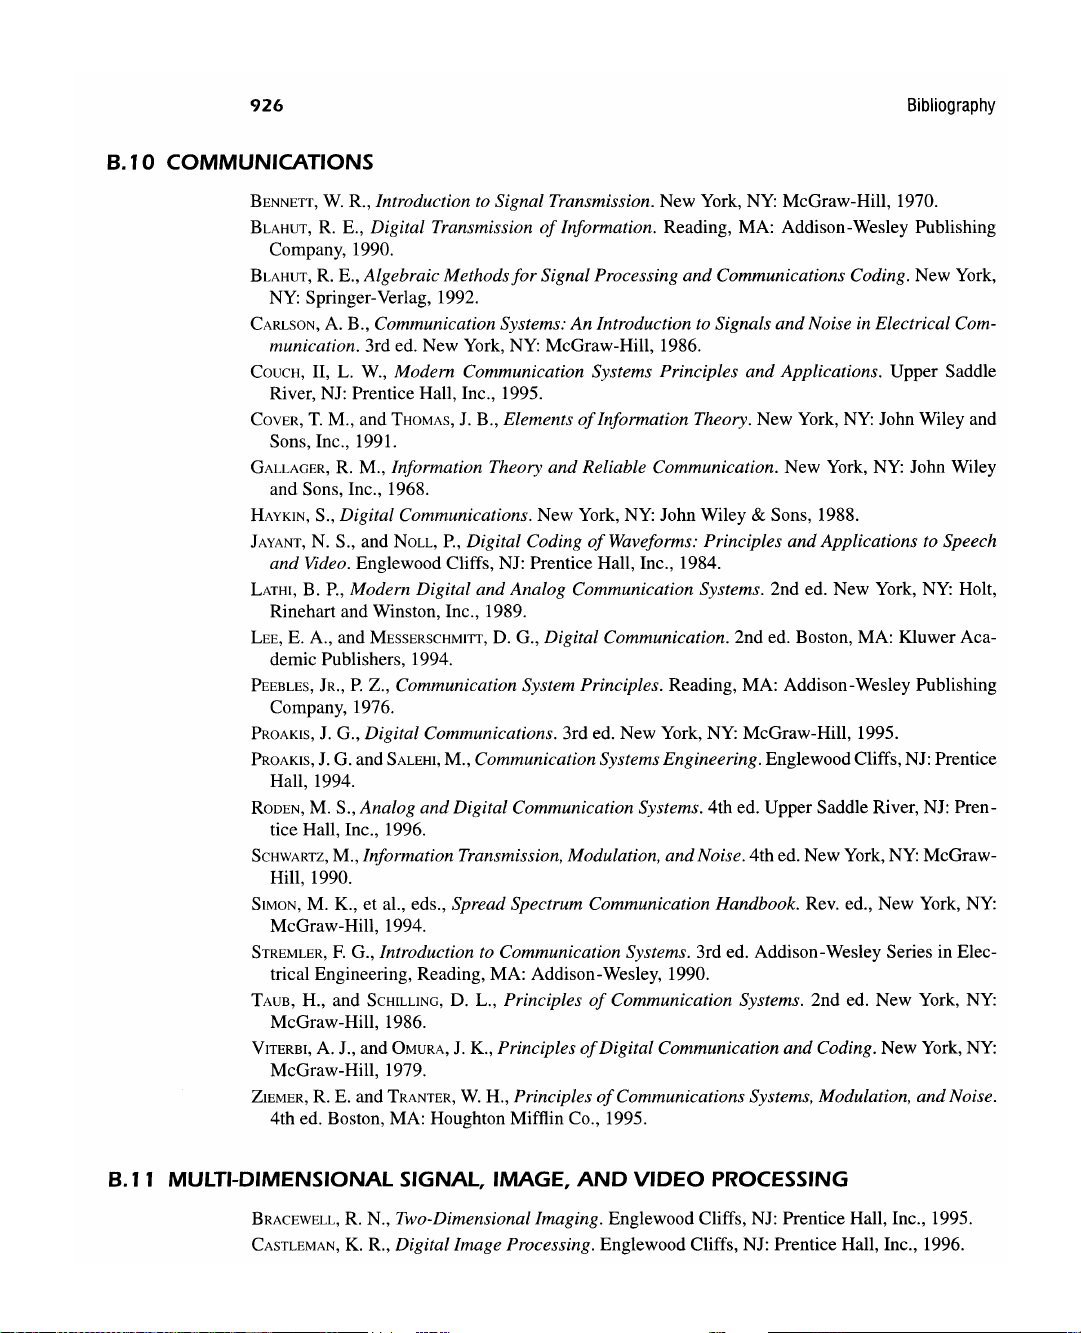 926 Bibliography
B.10 COMMUNICATIONS
BENNETT, W. R., Introduction to Signal Transmission. New York, NY: McGraw-Hill, 1970.
BLAHUT, R. E., Digital Transmission of Information. Reading, MA: Addison-Wesley Publishing
Company, 1990.
BLAHUT, R. E., Algebraic Methods for Signal Processing and Communications Coding. New York,
NY: Springer-Verlag, 1992.
CARLSON, A. B., Communication Systems: An Introduction to Signals and Noise in Electrical Com-
munication. 3rd ed. New York, NY: McGraw-Hill, 1986.
COUCH, II, L. W., Modern Communication Systems Principles and Applications. Upper Saddle
River, NJ: Prentice Hall, Inc., 1995.
COVER, T. M., and THOMAS, J. B., Elements of Information Theory. New York, NY: John Wiley and
Sons, Inc., 1991.
GALLAGER, R. M., Information Theory and Reliable Communication. New York, NY: John Wiley
and Sons, Inc., 1968.
HAYKIN, S., Digital Communications. New York, NY: John Wiley & Sons, 1988.
JAYANT, N. S., and NOLL, P., Digital Coding of Waveforms: Principles and Applications to Speech
and Video. Englewood Cliffs, NJ: Prentice Hall, Inc., 1984.
LATHI, B. P., Modern Digital and Analog Communication Systems. 2nd ed. New York, NY: Holt,
Rinehart and Winston, Inc., 1989.
LEE, E. A., and MESSERSCHMITT, D. G., Digital Communication. 2nd ed. Boston, MA: Kluwer Aca-
demic Publishers, 1994.
PEEBLES, JR., P. Z., Communication System Principles. Reading, MA: Addison-Wesley Publishing
Company, 1976.
PROAKIS, J. G., Digital Communications. 3rd ed. New York, NY: McGraw-Hill, 1995.
PROAKIS, J. G. and SALEHI, M., Communication Systems Engineering. Englewood Cliffs, NJ: Prentice
Hall, 1994.
RODEN, M. S., Analog and Digital Communication Systems. 4th ed. Upper Saddle River, NJ: Pren-
tice Hall, Inc., 1996.
SCHWARTZ, M., Information Transmission, Modulation, and Noise. 4th ed. New York, NY: McGraw-
Hill, 1990.
SIMON, M. K., et al., eds., Spread Spectrum Communication Handbook. Rev. ed., New York, NY:
McGraw-Hill, 1994.
STREMLER, F. G., Introduction to Communication Systems. 3rd ed. Addison-Wesley Series in Elec-
trical Engineering, Reading, MA: Addison-Wesley, 1990.
TAUB, H., and SCHILLING, D. L., Principles of Communication Systems. 2nd ed. New York, NY:
McGraw-Hill, 1986.
VITERBI, A. J., and OMURA, J. K., Principles of Digital Communication and Coding. New York, NY:
McGraw-Hill, 1979.
ZIEMER, R. E. and TRANTER, W. H., Principles of Communications Systems, Modulation, and Noise.
4th ed. Boston, MA: Houghton Mifflin Co., 1995.
B.11 MULTI-DIMENSIONAL SIGNAL, IMAGE, AND VIDEO PROCESSING
BRACEWELL, R. N., Two-Dimensional Imaging. Englewood Cliffs, NJ: Prentice Hall, Inc., 1995.
CASTLEMAN, K. R., Digital Image Processing. Englewood Cliffs, NJ: Prentice Hall, Inc., 1996.